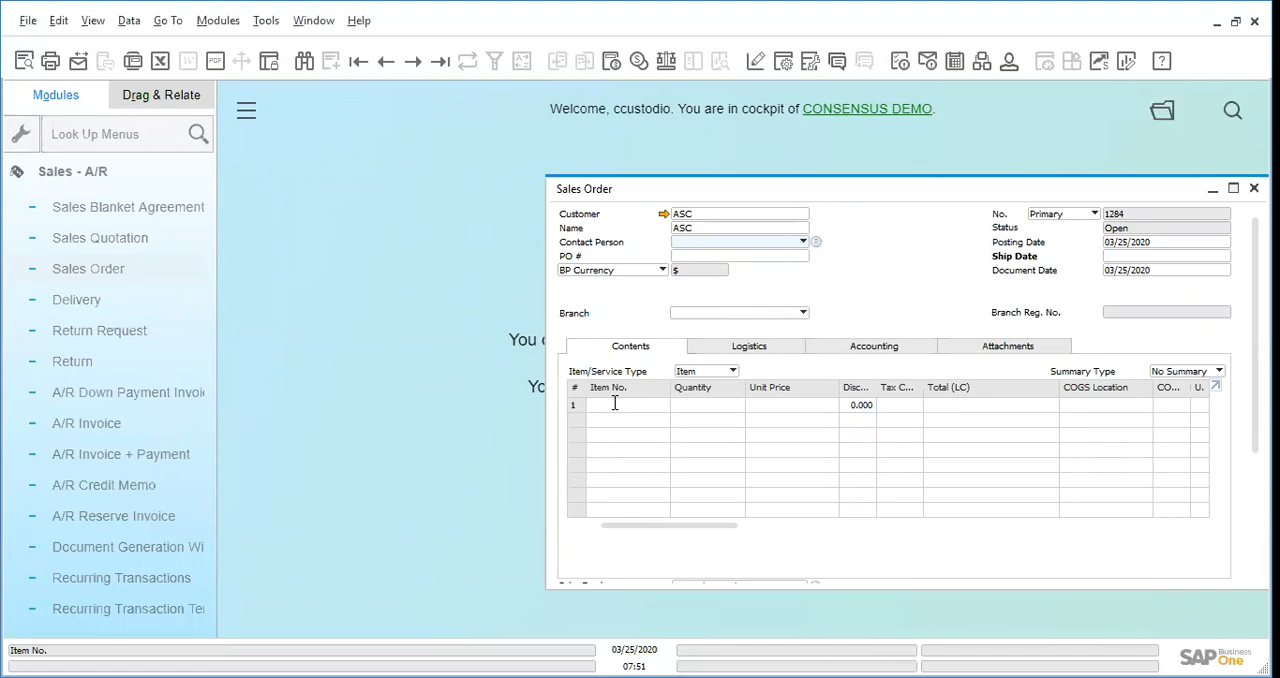 File Edit View Data Go To Modules Tools Window Help
Modules Drag & Relate
Look Up Menus
Sales - A/R
Sales Blanket Agreement
Sales Quotation
Sales Order
Delivery
Return Request
Return
A/R Down Payment Invoi
A/R Invoice
A/R Invoice + Payment
A/R Credit Memo
A/R Reserve Invoice
Document Generation Wi
Recurring Transactions
Recurring Transaction Te
Welcome, ccustodio. You are in cockpit of CONSENSUS DEMO.
You
Yo
Sales Order
Customer ASC
Name ASC
Contact Person
PO #
BP Currency $
Branch
No. Primary 1284
Status Open
Posting Date 03/25/2020
Ship Date
Document Date 03/25/2020
Branch Reg. No.
Contents Logistics Accounting Attachments
Item/Service Type Item Summary Type No Summary
# Item No. Quantity Unit Price Disc... Tax C... Total (LC) COGS Location CO... U.
1 0.000
Item No. 03/25/2020
07:51
SAP Business One